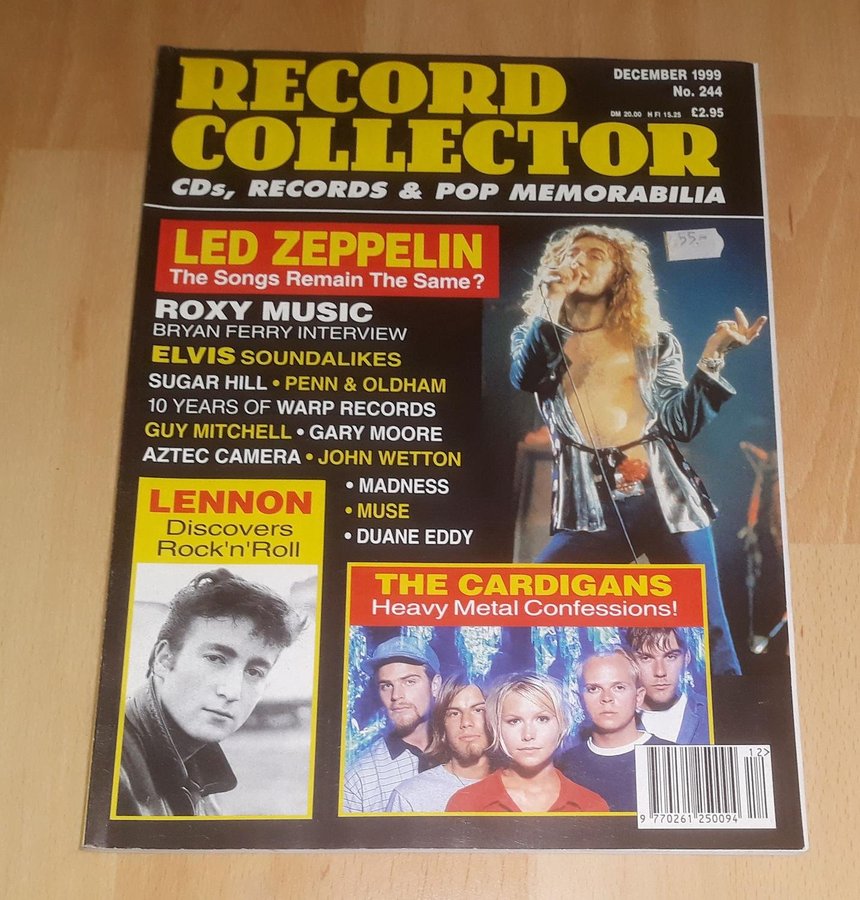 RECORD
COLLECTOR
DECEMBER 1999
No. 244
DM 20.00 H Fl 15.25 £2.95
CDs, RECORDS & POP MEMORABILIA
55.-
LED ZEPPELIN
The Songs Remain The Same?
ROXY MUSIC
BRYAN FERRY INTERVIEW
ELVIS SOUNDALIKES
SUGAR HILL • PENN & OLDHAM
10 YEARS OF WARP RECORDS
GUY MITCHELL • GARY MOORE
AZTEC CAMERA • JOHN WETTON
• MADNESS
• MUSE
• DUANE EDDY
LENNON
Discovers
Rock'n'Roll
THE CARDIGANS
Heavy Metal Confessions!
12>
9 770261 250094